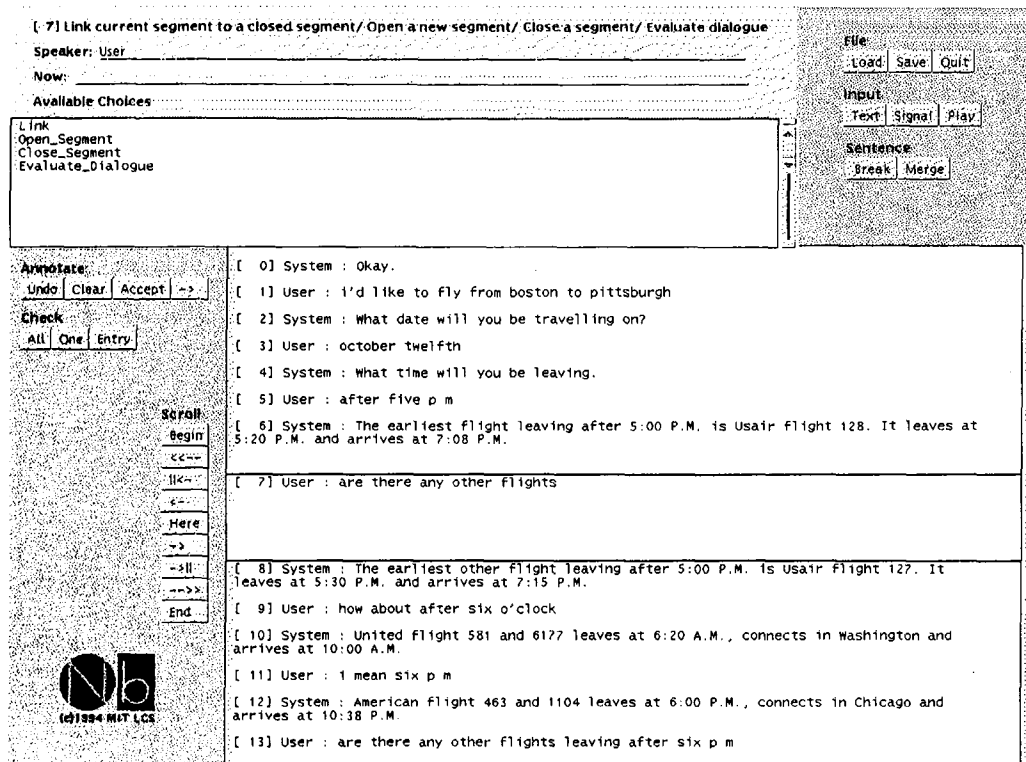 [ 7] Link current segment to a closed segment/ Open a new segment/ Close a segment/ Evaluate dialogue
Speaker: User
Now:
Available Choices
Link
Open_Segment
Close_Segment
Evaluate_Dialogue
File
Load Save Quit
Input
Text Signal Play
Sentence
Break Merge
Annotate
Undo Clear Accept ->
Check
All One Entry
Scroll
Begin
<<--
||<-
<-
Here
->
->||
-->>
End
Nb
(c)1994 MIT LCS
[ 0] System : Okay.
[ 1] User : i'd like to fly from boston to pittsburgh
[ 2] System : What date will you be travelling on?
[ 3] User : october twelfth
[ 4] System : What time will you be leaving.
[ 5] User : after five p m
[ 6] System : The earliest flight leaving after 5:00 P.M. is Usair flight 128. It leaves at
5:20 P.M. and arrives at 7:08 P.M.
[ 7] User : are there any other flights
[ 8] System : The earliest other flight leaving after 5:00 P.M. is Usair flight 127. It
leaves at 5:30 P.M. and arrives at 7:15 P.M.
[ 9] User : how about after six o'clock
[ 10] System : United flight 581 and 6177 leaves at 6:20 A.M., connects in Washington and
arrives at 10:00 A.M.
[ 11] User : i mean six p m
[ 12] System : American flight 463 and 1104 leaves at 6:00 P.M., connects in Chicago and
arrives at 10:38 P.M.
[ 13] User : are there any other flights leaving after six p m